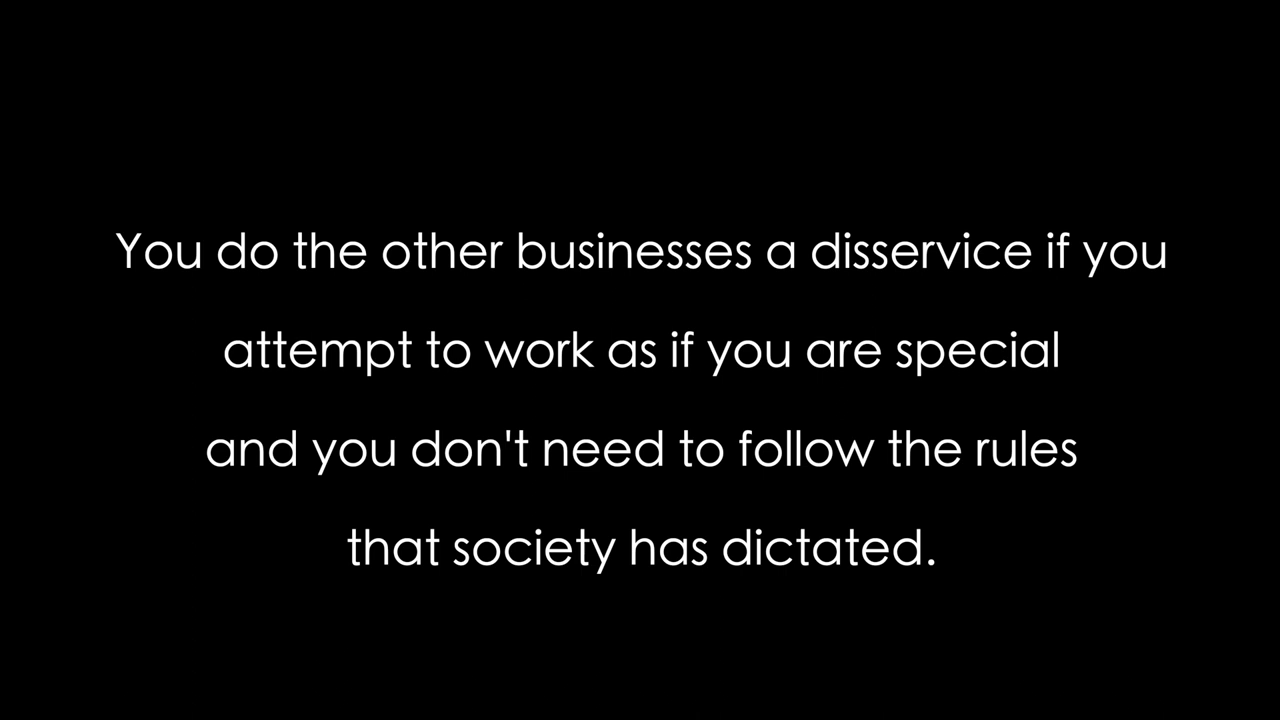 You do the other businesses a disservice if you
attempt to work as if you are special
and you don't need to follow the rules
that society has dictated.